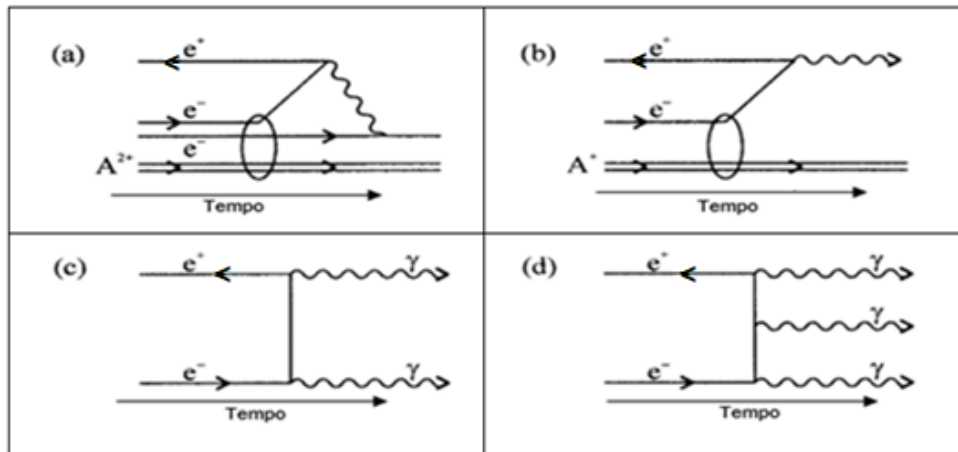 (a)
e⁺
e⁻
e⁻
A²⁺
Tempo
(b)
e⁺
e⁻
A⁺
Tempo
(c)
e⁺
γ
e⁻
γ
Tempo
(d)
e⁺
γ
γ
e⁻
γ
Tempo